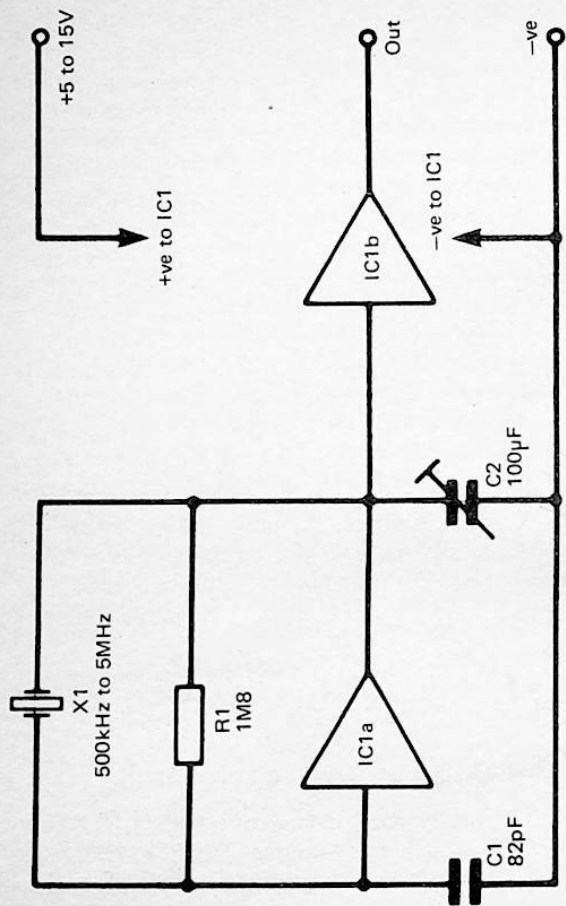 X1
500kHz to 5MHz
R1
1M8
IC1a
C1
82pF
C2
100µF
IC1b
+5 to 15V
+ve to IC1
Out
−ve to IC1
−ve